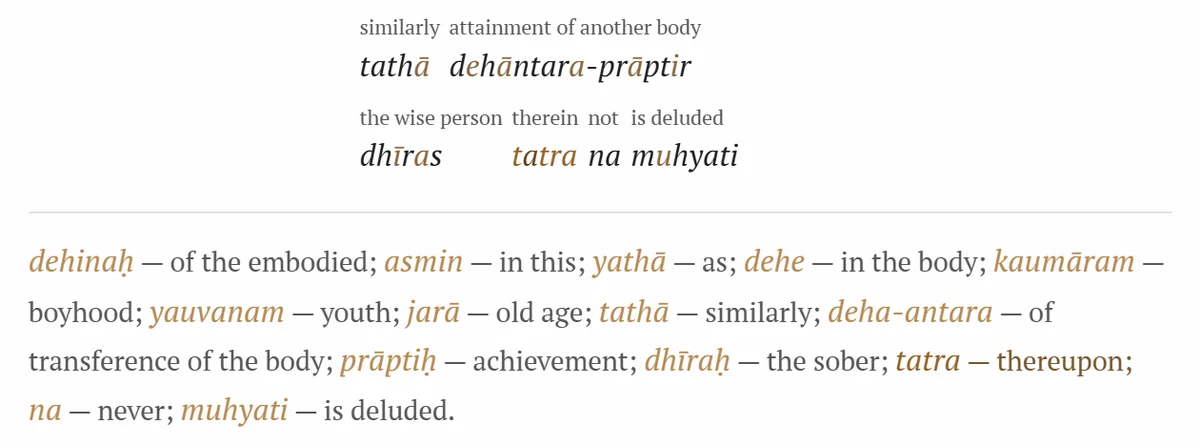 similarly attainment of another body
tathā dehāntara-prāptir
the wise person therein not is deluded
dhīras tatra na muhyati
dehinaḥ — of the embodied; asmin — in this; yathā — as; dehe — in the body; kaumāram —
boyhood; yauvanam — youth; jarā — old age; tathā — similarly; deha-antara — of
transference of the body; prāptiḥ — achievement; dhīraḥ — the sober; tatra — thereupon;
na — never; muhyati — is deluded.